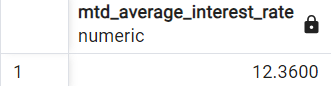 mtd_average_interest_rate
numeric
1
12.3600